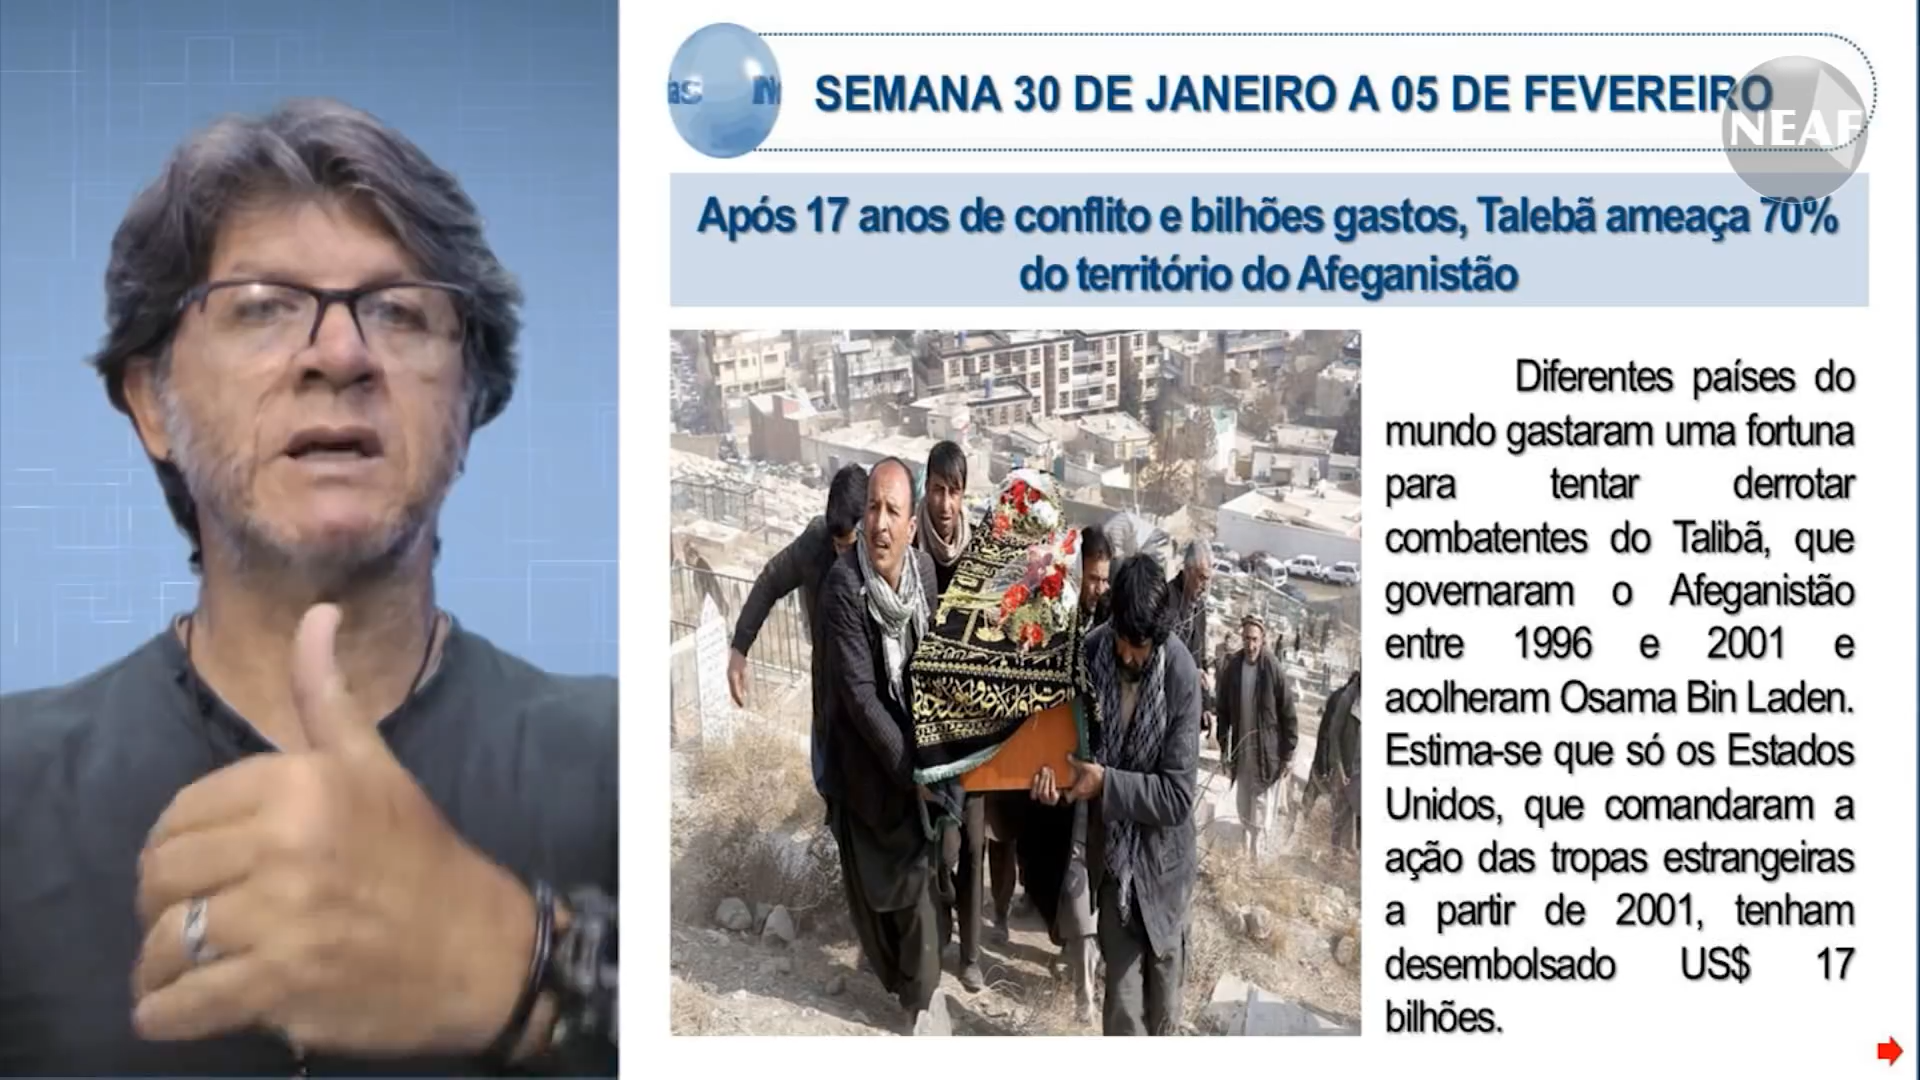 SEMANA 30 DE JANEIRO A 05 DE FEVEREIRO
NEAF
Após 17 anos de conflito e bilhões gastos, Talebã ameaça 70%
do território do Afeganistão
Diferentes países do
mundo gastaram uma fortuna
para tentar derrotar
combatentes do Talibã, que
governaram o Afeganistão
entre 1996 e 2001 e
acolheram Osama Bin Laden.
Estima-se que só os Estados
Unidos, que comandaram a
ação das tropas estrangeiras
a partir de 2001, tenham
desembolsado US$ 17
bilhões.